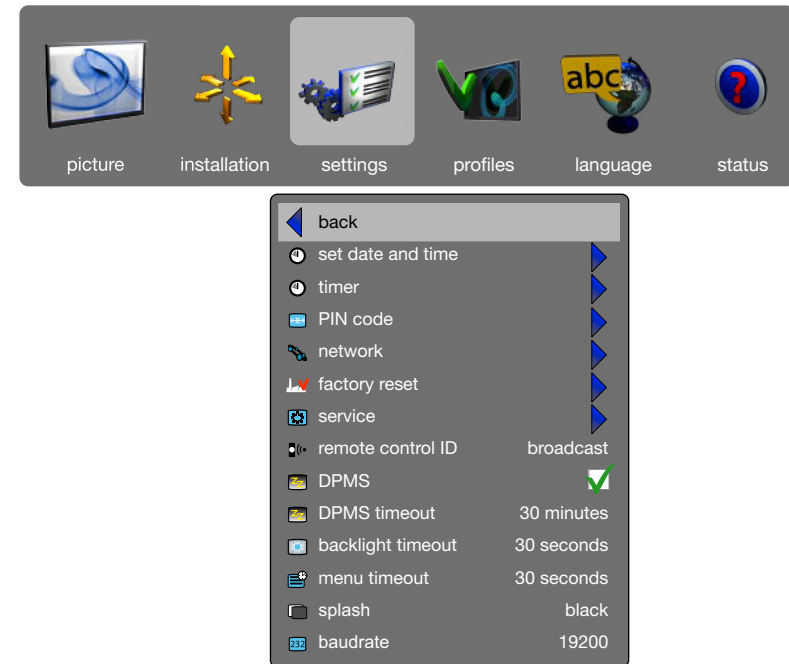 abc
picture installation settings profiles language status
back
set date and time
timer
PIN code
network
factory reset
service
remote control ID broadcast
DPMS
DPMS timeout 30 minutes
backlight timeout 30 seconds
menu timeout 30 seconds
splash black
232 baudrate 19200